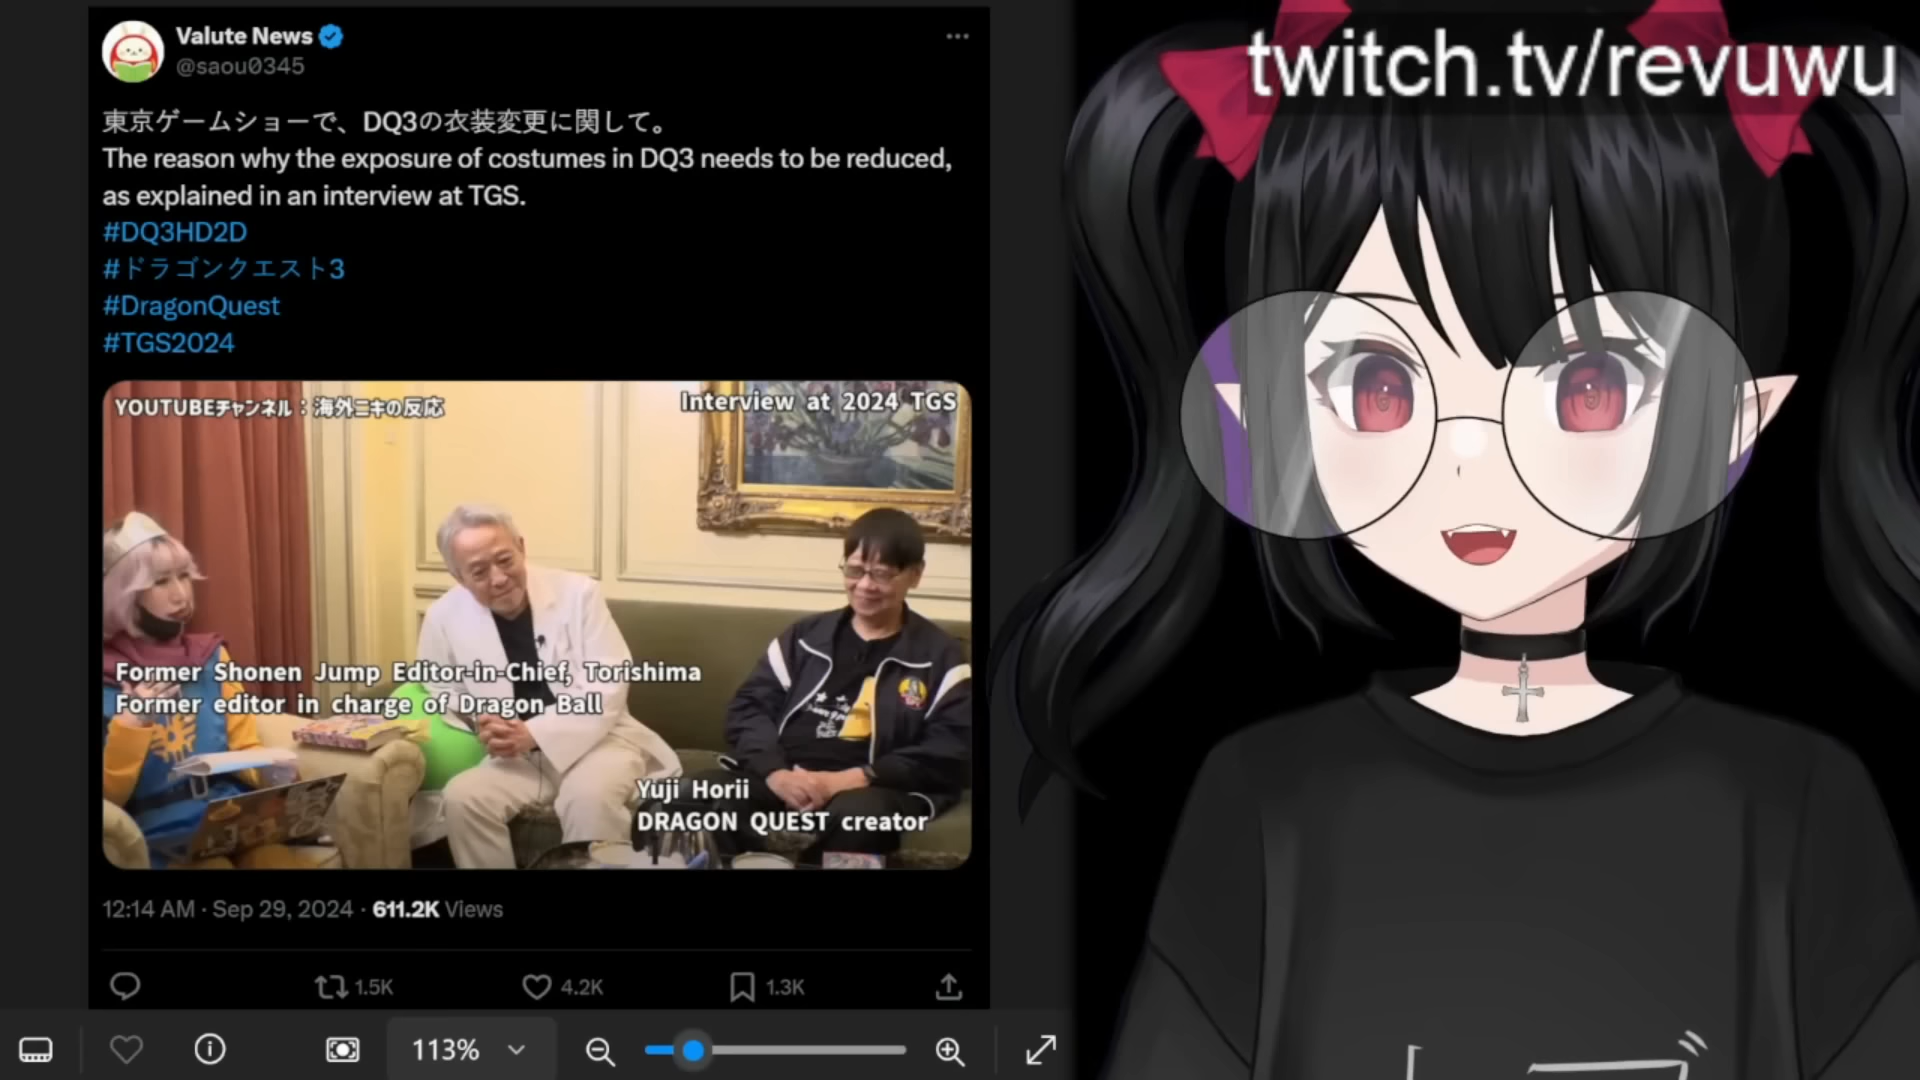 Valute News
@saou0345
東京ゲームショーで、DQ3の衣装変更に関して。
The reason why the exposure of costumes in DQ3 needs to be reduced,
as explained in an interview at TGS.
#DQ3HD2D
#ドラゴンクエスト3
#DragonQuest
#TGS2024
YOUTUBEチャンネル：海外ニキの反応
Interview at 2024 TGS
Former Shonen Jump Editor-in-Chief, Torishima
Former editor in charge of Dragon Ball
Yuji Horii
DRAGON QUEST creator
12:14 AM · Sep 29, 2024 · 611.2K Views
1.5K
4.2K
1.3K
113%
twitch.tv/revuwu